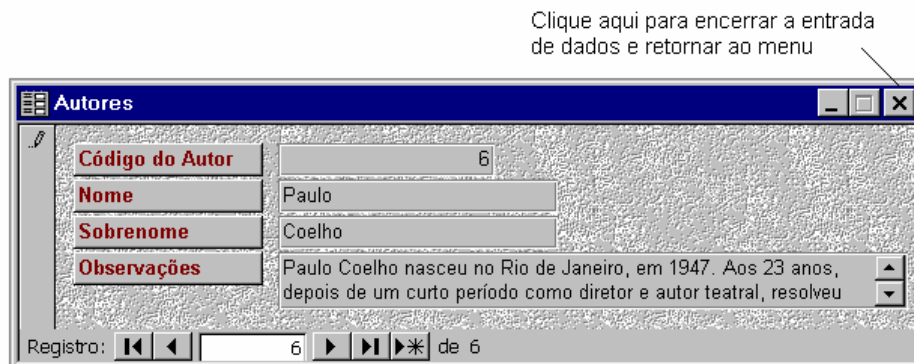 Clique aqui para encerrar a entrada
de dados e retornar ao menu
Autores
Código do Autor 6
Nome Paulo
Sobrenome Coelho
Observações Paulo Coelho nasceu no Rio de Janeiro, em 1947. Aos 23 anos,
depois de um curto período como diretor e autor teatral, resolveu
Registro: 6 de 6